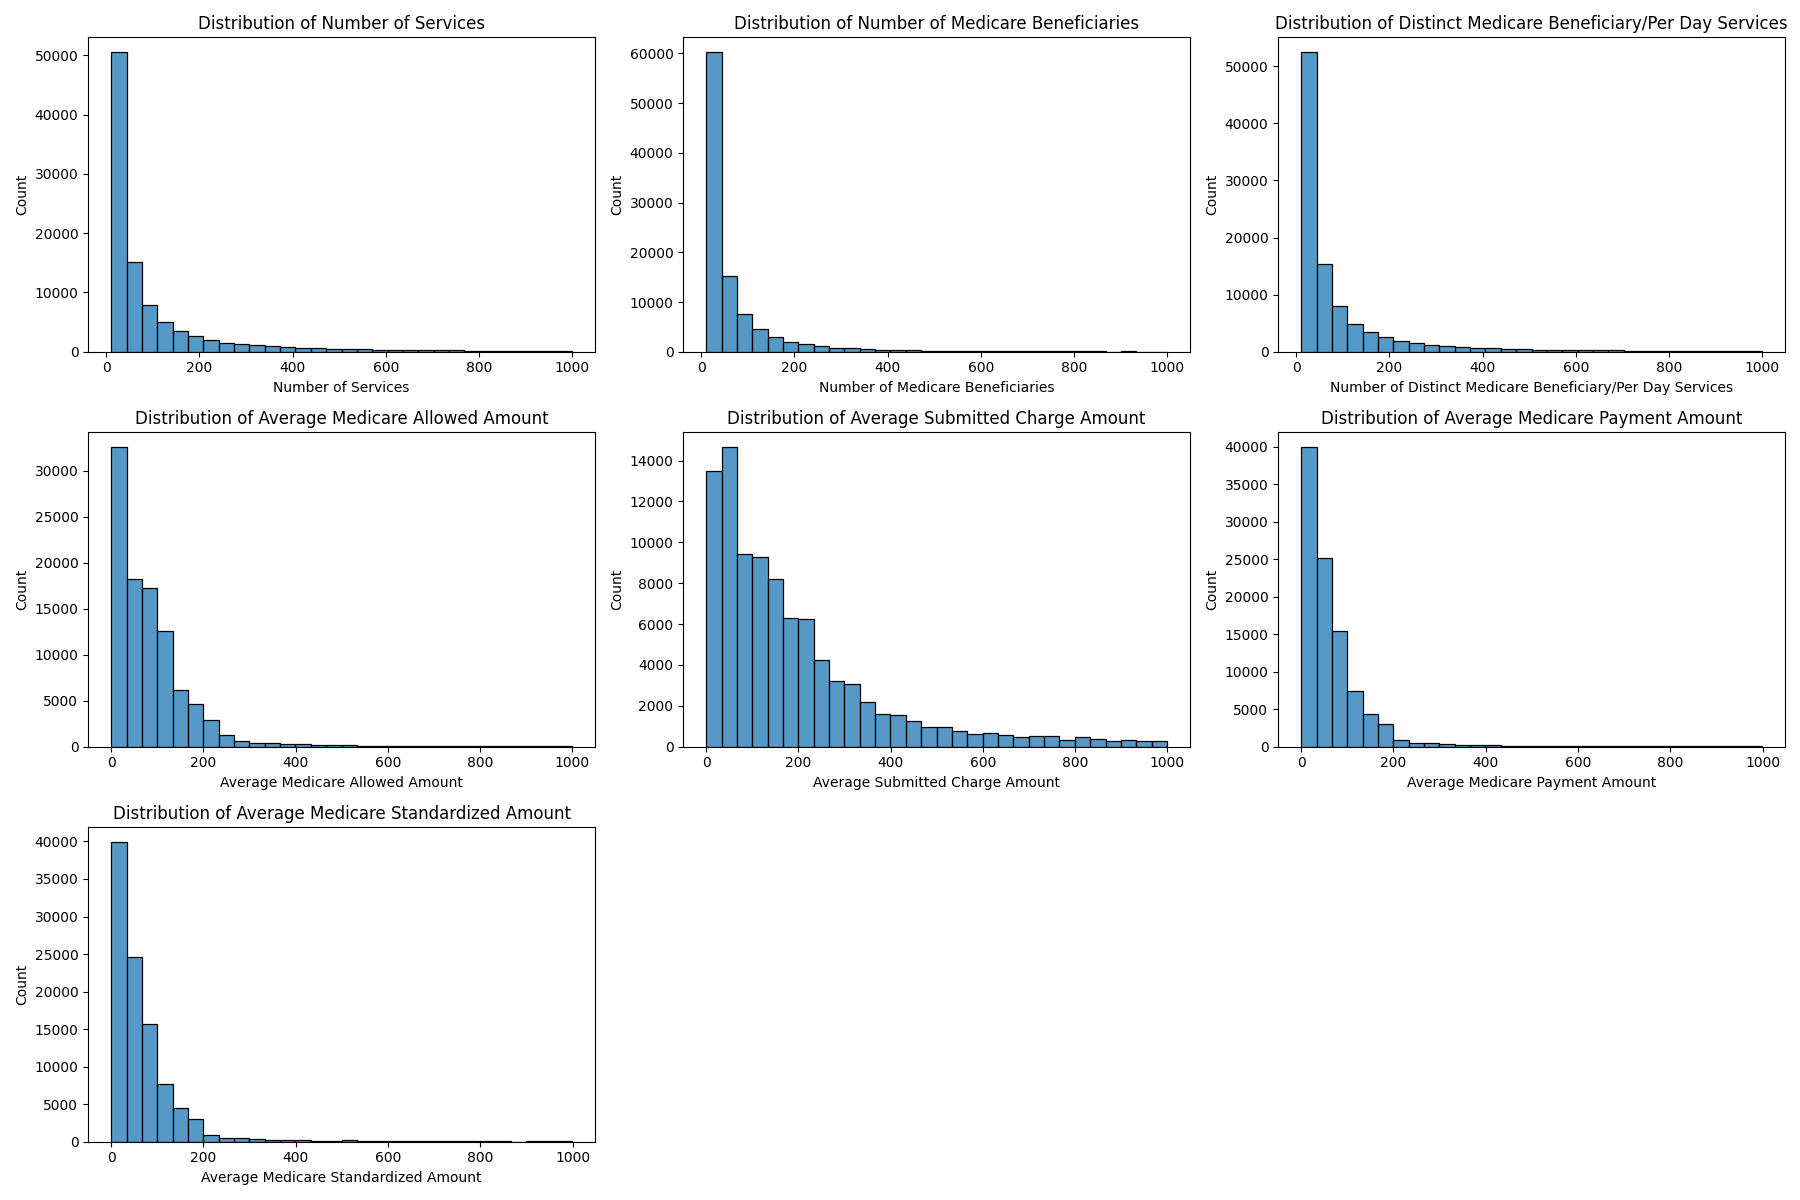 Distribution of Number of Services
50000
40000
30000
20000
10000
0
Count
0 200 400 600 800 1000
Number of Services
Distribution of Number of Medicare Beneficiaries
60000
50000
40000
30000
20000
10000
0
Count
0 200 400 600 800 1000
Number of Medicare Beneficiaries
Distribution of Distinct Medicare Beneficiary/Per Day Services
50000
40000
30000
20000
10000
0
Count
0 200 400 600 800 1000
Number of Distinct Medicare Beneficiary/Per Day Services
Distribution of Average Medicare Allowed Amount
30000
25000
20000
15000
10000
5000
0
Count
0 200 400 600 800 1000
Average Medicare Allowed Amount
Distribution of Average Submitted Charge Amount
14000
12000
10000
8000
6000
4000
2000
0
Count
0 200 400 600 800 1000
Average Submitted Charge Amount
Distribution of Average Medicare Payment Amount
40000
35000
30000
25000
20000
15000
10000
5000
0
Count
0 200 400 600 800 1000
Average Medicare Payment Amount
Distribution of Average Medicare Standardized Amount
40000
35000
30000
25000
20000
15000
10000
5000
0
Count
0 200 400 600 800 1000
Average Medicare Standardized Amount